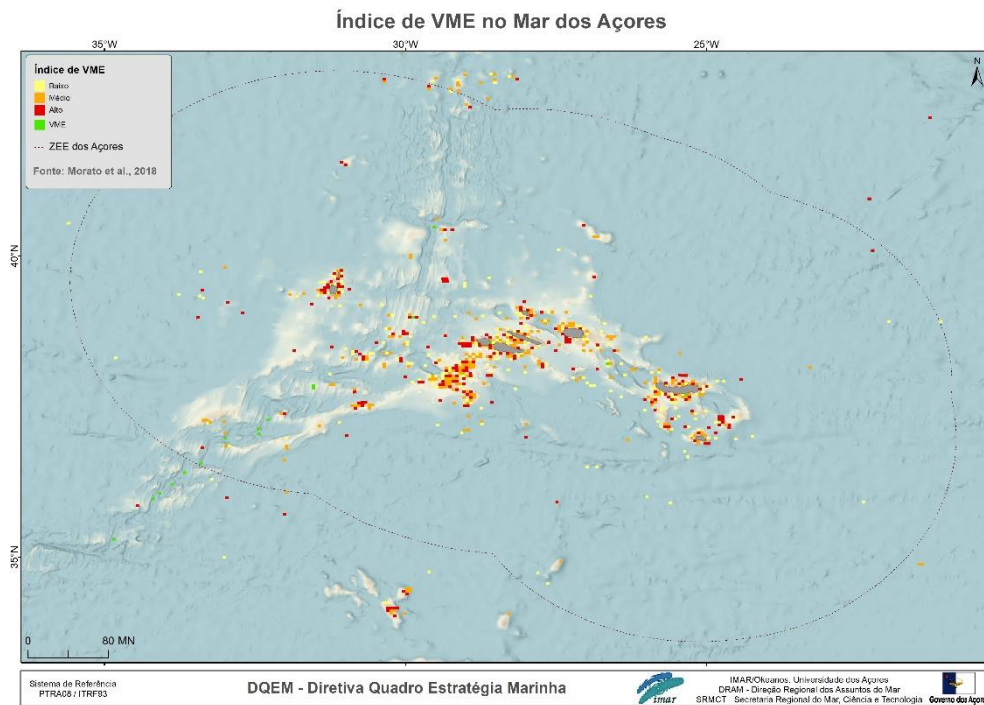 Índice de VME no Mar dos Açores
35°W
30°W
25°W
N
Índice de VME
Baixo
Médio
Alto
VME
ZEE dos Açores
Fonte: Morato et al., 2018
40°N
35°N
0
80 MN
Sistema de Referência
PTRA08 / ITRF93
DQEM - Diretiva Quadro Estratégia Marinha
imar
IMAR/Okeanos. Universidade dos Açores
DRAM - Direção Regional dos Assuntos do Mar
SRMCT Secretaria Regional do Mar, Ciência e Tecnologia
Governo dos Açores